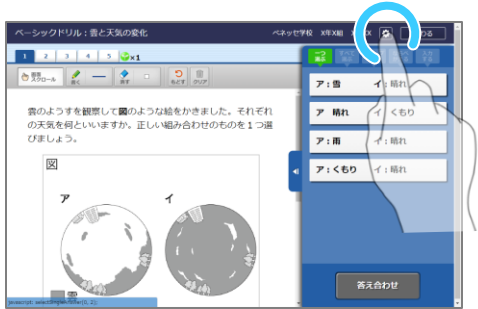 ベーシックドリル：雲と天気の変化
ベネッセ学校
1 2 3 4 5 ×1
画面
スクロール
書く
消す
もどす
クリア
雲のようすを観察して図のような絵をかきました。それぞれ
の天気を何といいますか。正しい組み合わせのものを１つ選
びましょう。
図
ア イ
ア：雪 イ：晴れ
ア 晴れ イ くもり
ア：雨 イ：晴れ
ア：くもり イ：晴れ
答え合わせ